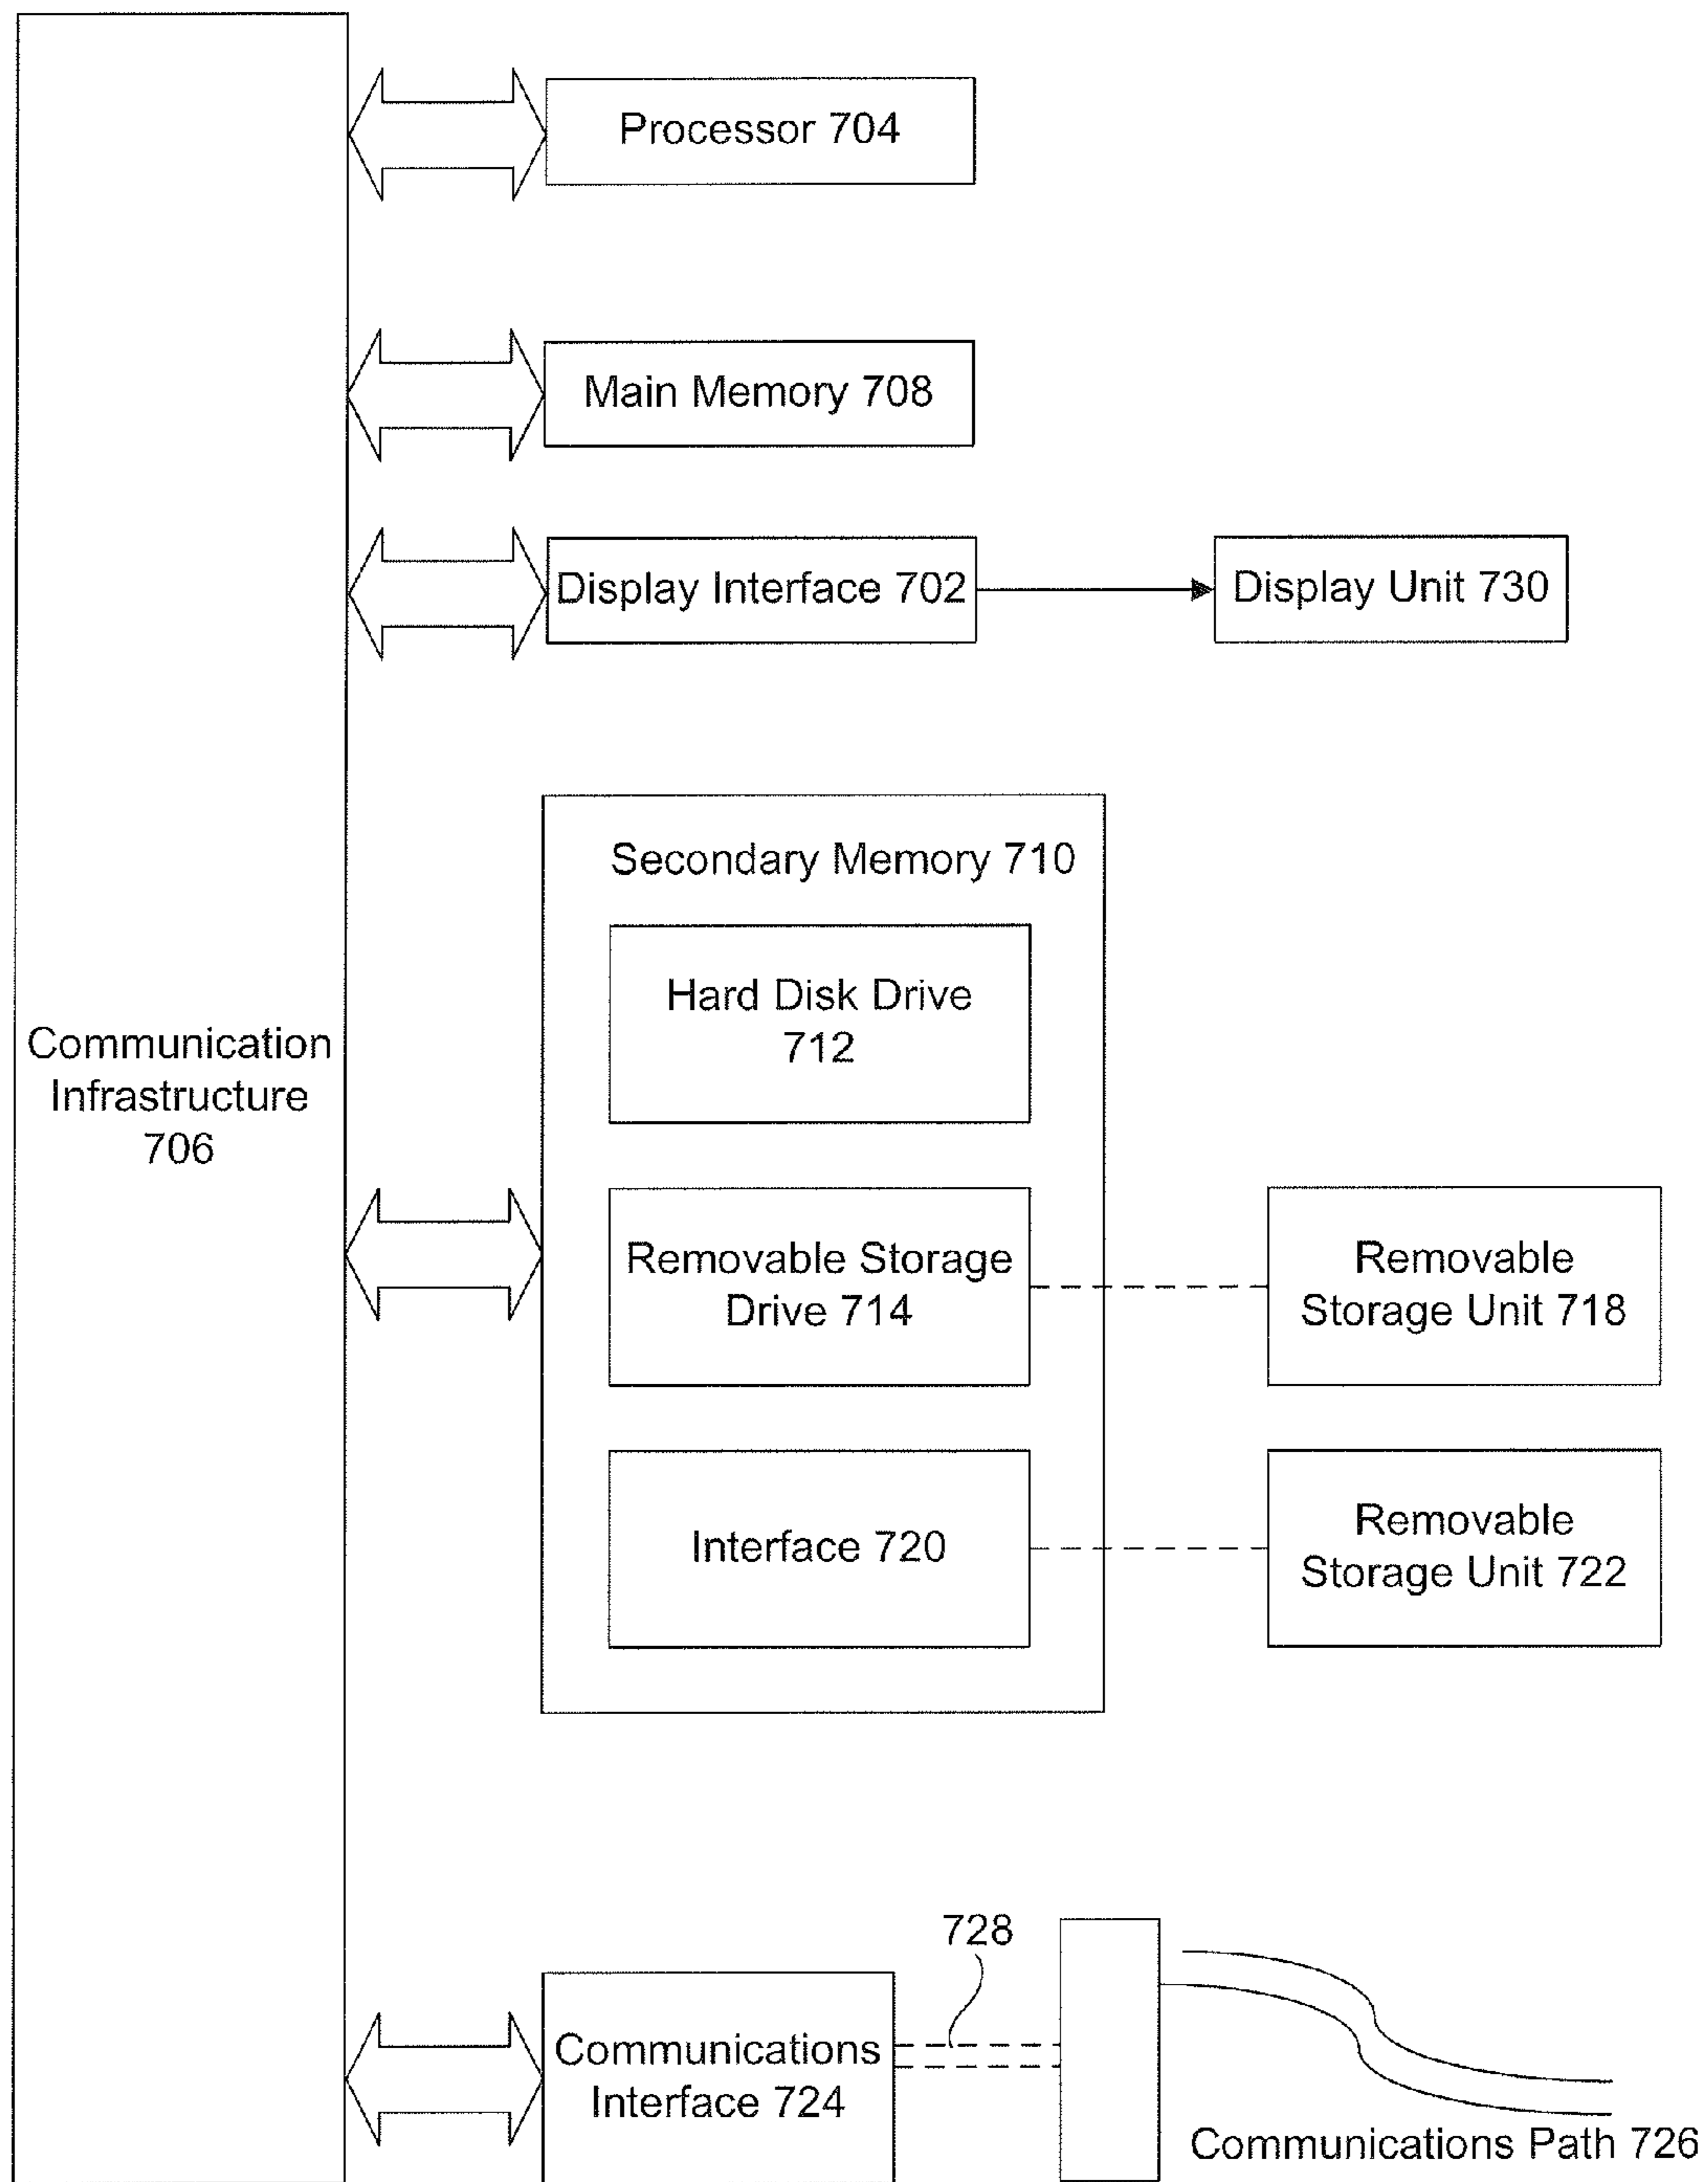 Processor 704
Main Memory 708
Display Interface 702
Display Unit 730
Secondary Memory 710
Hard Disk Drive
712
Communication
Infrastructure
706
Removable Storage
Drive 714
Removable
Storage Unit 718
Interface 720
Removable
Storage Unit 722
728
Communications
Interface 724
Communications Path 726